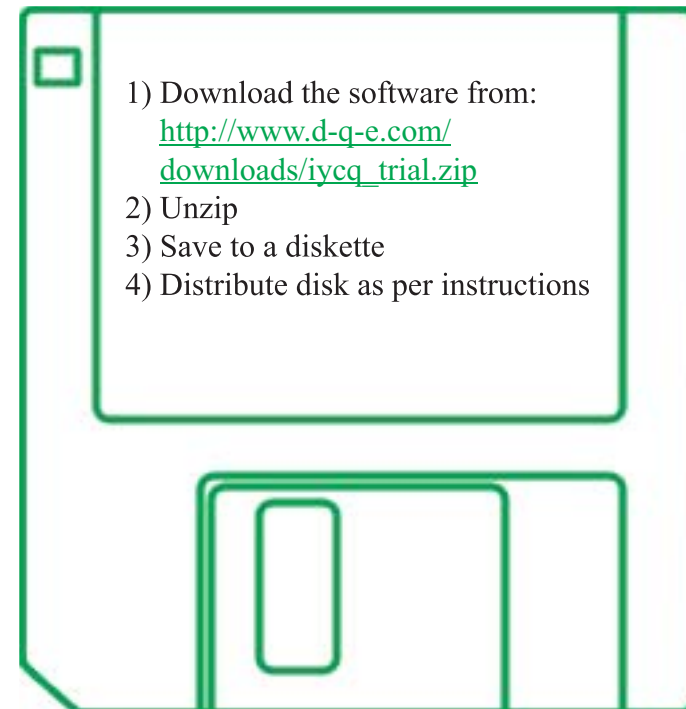 1) Download the software from:
http://www.d-q-e.com/
downloads/iycq_trial.zip
2) Unzip
3) Save to a diskette
4) Distribute disk as per instructions